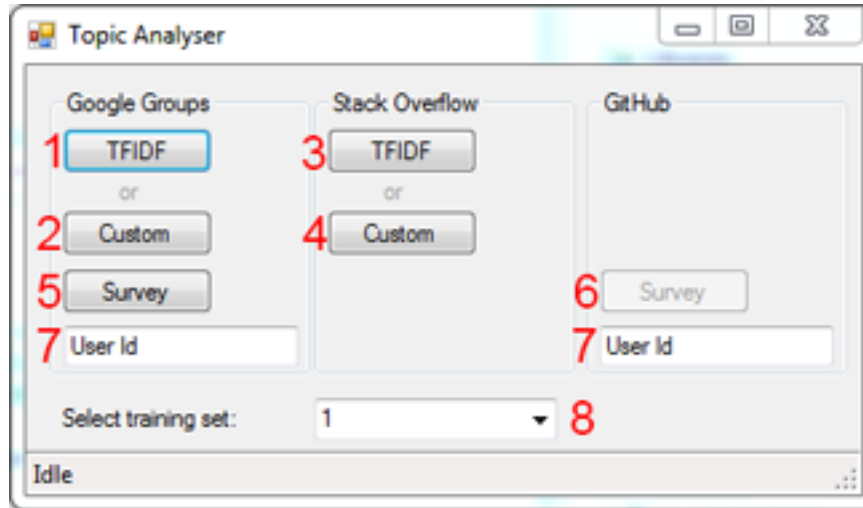 Topic Analyser
Google Groups Stack Overflow GitHub
1 TFIDF 3 TFIDF
or or
2 Custom 4 Custom
5 Survey 6 Survey
7 User Id 7 User Id
Select training set: 1 8
Idle